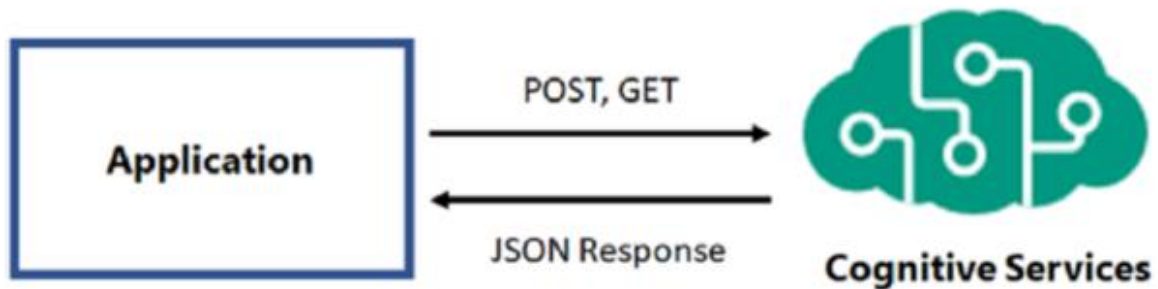 POST, GET
Application
JSON Response
Cognitive Services